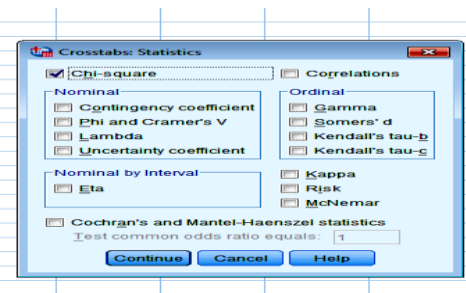 Crosstabs: Statistics
Chi-square
Correlations
Nominal
Contingency coefficient
Phi and Cramer's V
Lambda
Uncertainty coefficient
Ordinal
Gamma
Somers' d
Kendall's tau-b
Kendall's tau-c
Nominal by Interval
Eta
Kappa
Risk
McNemar
Cochran's and Mantel-Haenszel statistics
Test common odds ratio equals: 1
Continue Cancel Help